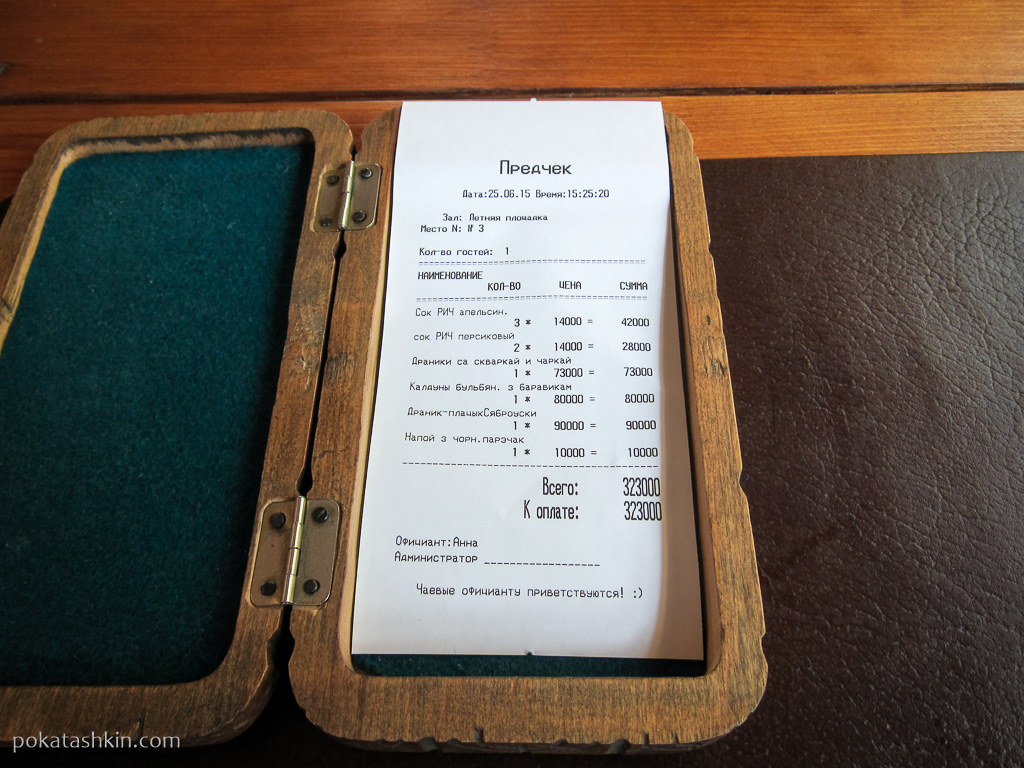 Предчек
Дата:25.06.15 Время:15:25:20
Зал: Летняя площадка
Место N: № 3
Кол-во гостей: 1
НАИМЕНОВАНИЕ
КОЛ-ВО ЦЕНА СУММА
Сок РИЧ апельсин.
3 * 14000 = 42000
сок РИЧ персиковый
2 * 14000 = 28000
Драники са скваркай и чаркай
1 * 73000 = 73000
Калдуны бульбян. з баравикам
1 * 80000 = 80000
Драник-плацыкСяброуски
1 * 90000 = 90000
Напой з чорн.парэчак
1 * 10000 = 10000
Всего: 323000
К оплате: 323000
Официант:Анна
Администратор ___________________
Чаевые официанту приветствуются! :)
pokatashkin.com